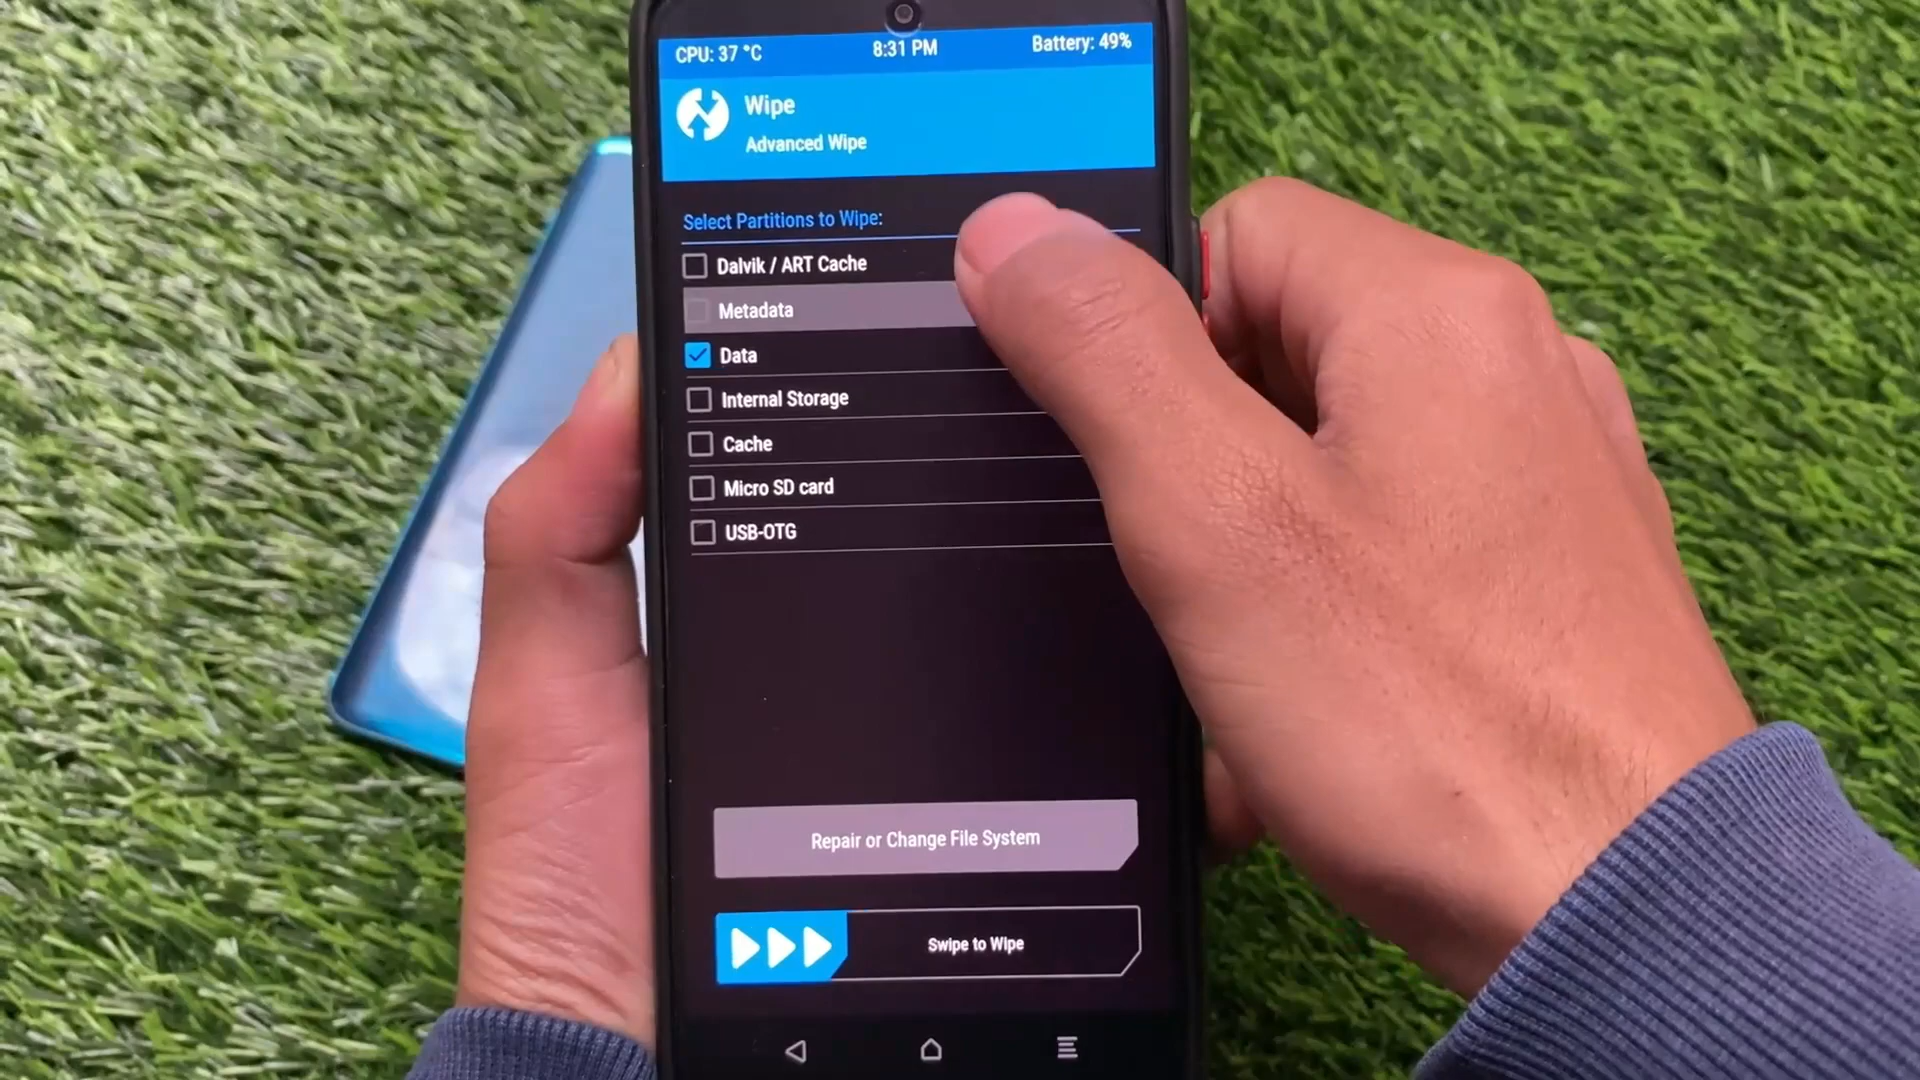 CPU: 37 °C 8:31 PM Battery: 49%
Wipe
Advanced Wipe
Select Partitions to Wipe:
Dalvik / ART Cache
Metadata
Data
Internal Storage
Cache
Micro SD card
USB-OTG
Repair or Change File System
Swipe to Wipe